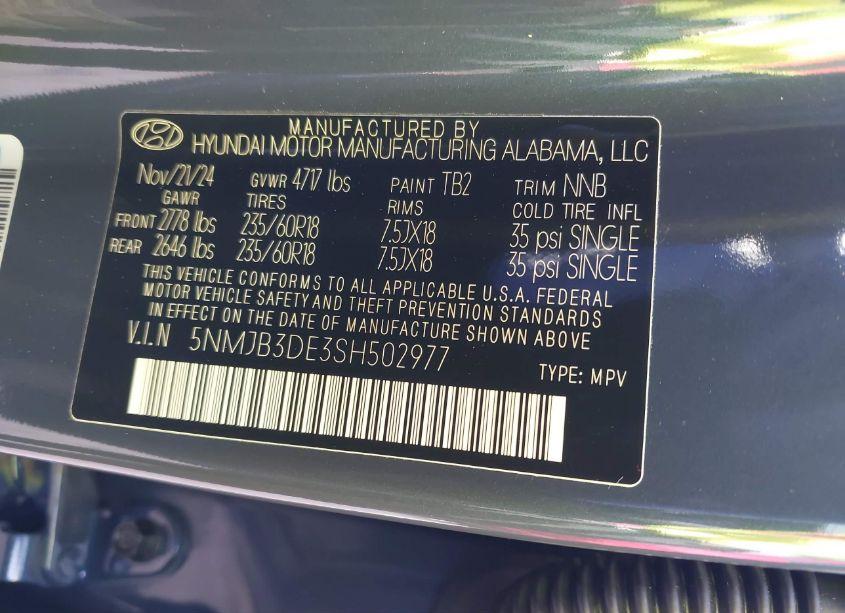 MANUFACTURED BY
HYUNDAI MOTOR MANUFACTURING ALABAMA, LLC
Nov/21/24 GVWR 4717 lbs PAINT TB2 TRIM NNB
GAWR TIRES RIMS COLD TIRE INFL
FRONT 2778 lbs 235/60R18 7.5JX18 35 psi SINGLE
REAR 2646 lbs 235/60R18 7.5JX18 35 psi SINGLE
THIS VEHICLE CONFORMS TO ALL APPLICABLE U.S.A. FEDERAL
MOTOR VEHICLE SAFETY AND THEFT PREVENTION STANDARDS
IN EFFECT ON THE DATE OF MANUFACTURE SHOWN ABOVE
V.I.N 5NMJB3DE3SH502977
TYPE: MPV